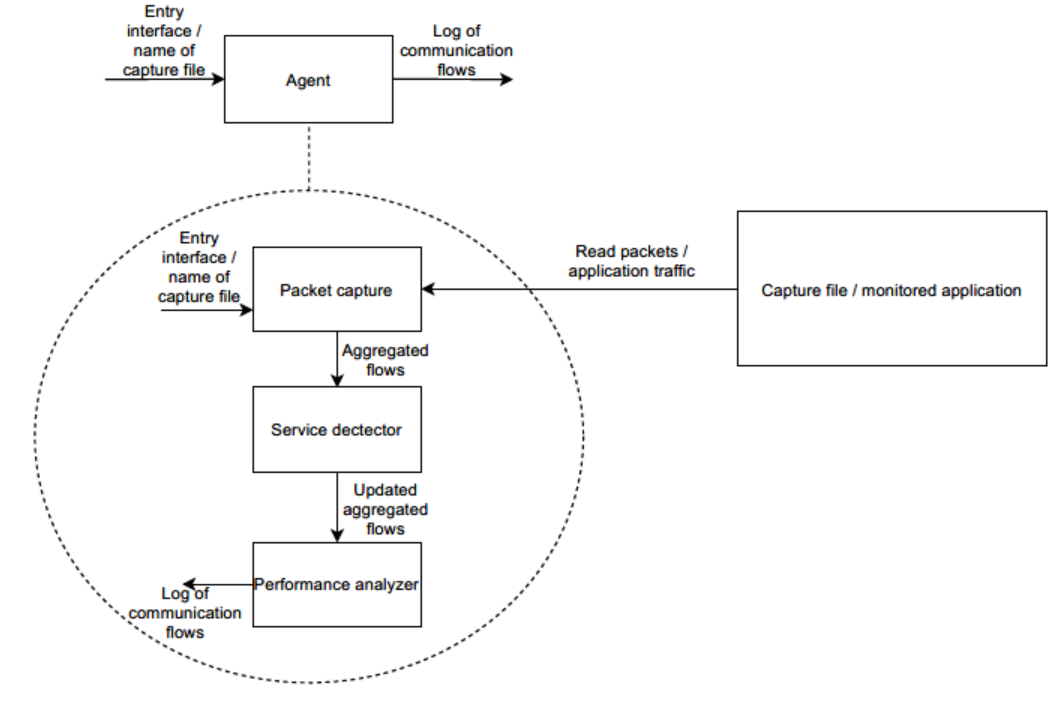 Entry
interface /
name of
capture file
Agent
Log of
communication
flows
Entry
interface /
name of
capture file
Packet capture
Read packets /
application traffic
Capture file / monitored application
Aggregated
flows
Service dectector
Updated
aggregated
flows
Performance analyzer
Log of
communication
flows